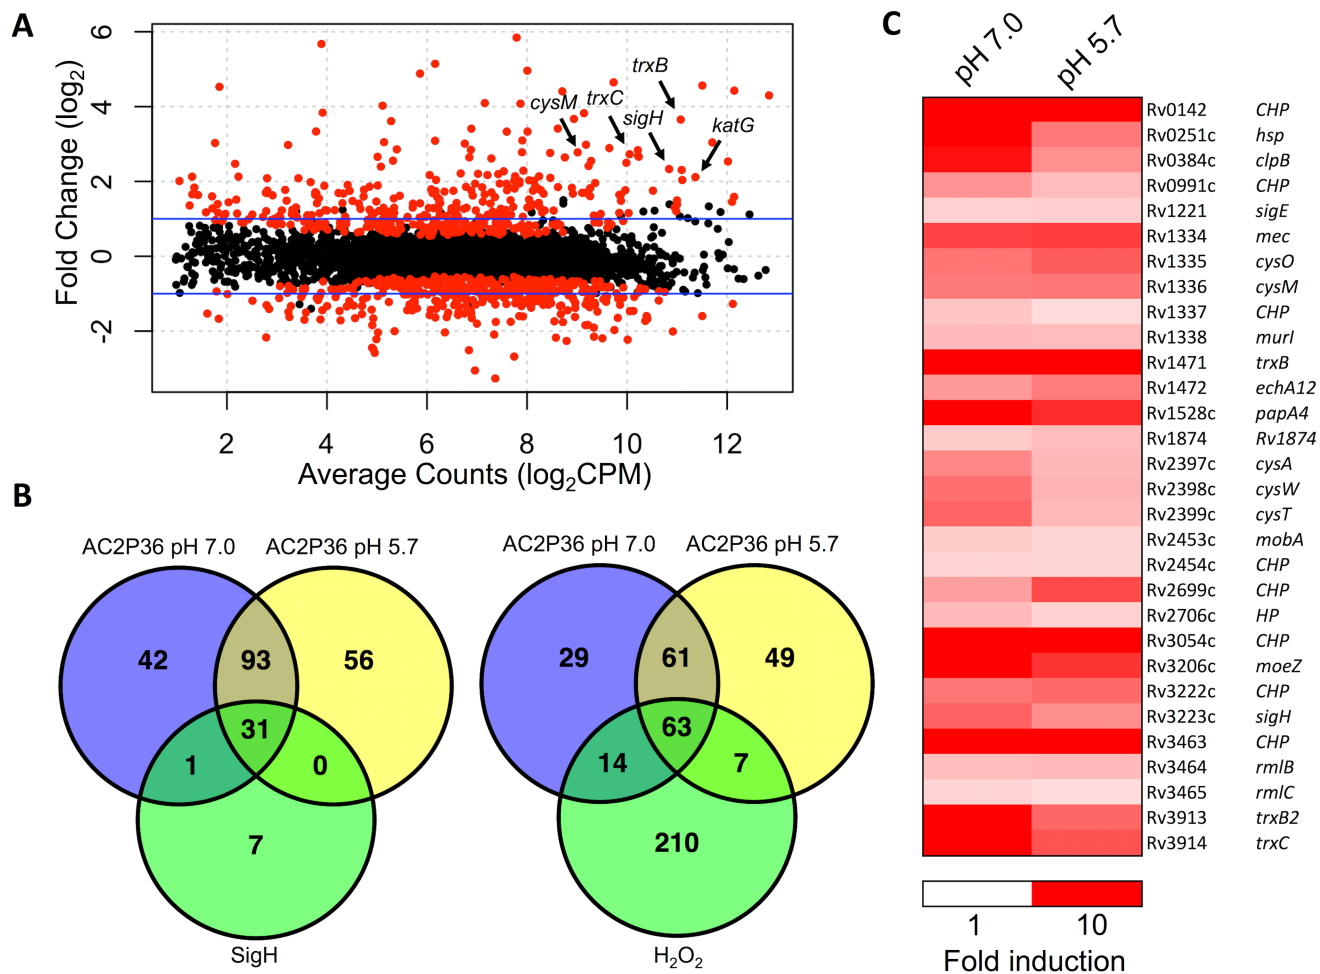 A
Fold Change (log2)
6
4
2
0
-2
cysM
trxC
sigH
trxB
katG
2 4 6 8 10 12
Average Counts (log2CPM)
B
AC2P36 pH 7.0
AC2P36 pH 5.7
42
93
56
31
1
0
7
SigH
AC2P36 pH 7.0
AC2P36 pH 5.7
29
61
49
63
14
7
210
H2O2
C
pH 7.0
pH 5.7
Rv0142 CHP
Rv0251c hsp
Rv0384c clpB
Rv0991c CHP
Rv1221 sigE
Rv1334 mec
Rv1335 cysO
Rv1336 cysM
Rv1337 CHP
Rv1338 murI
Rv1471 trxB
Rv1472 echA12
Rv1528c papA4
Rv1874 Rv1874
Rv2397c cysA
Rv2398c cysW
Rv2399c cysT
Rv2453c mobA
Rv2454c CHP
Rv2699c CHP
Rv2706c HP
Rv3054c CHP
Rv3206c moeZ
Rv3222c CHP
Rv3223c sigH
Rv3463 CHP
Rv3464 rmlB
Rv3465 rmlC
Rv3913 trxB2
Rv3914 trxC
1 10
Fold induction